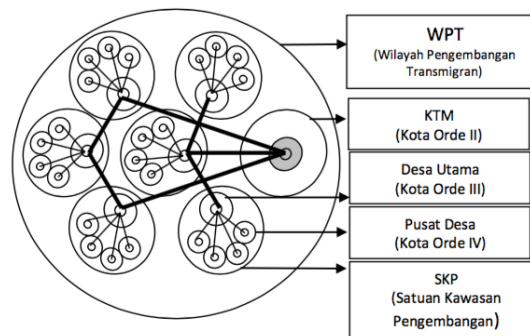 WPT
(Wilayah Pengembangan
Transmigran)
KTM
(Kota Orde II)
Desa Utama
(Kota Orde III)
Pusat Desa
(Kota Orde IV)
SKP
(Satuan Kawasan
Pengembangan)